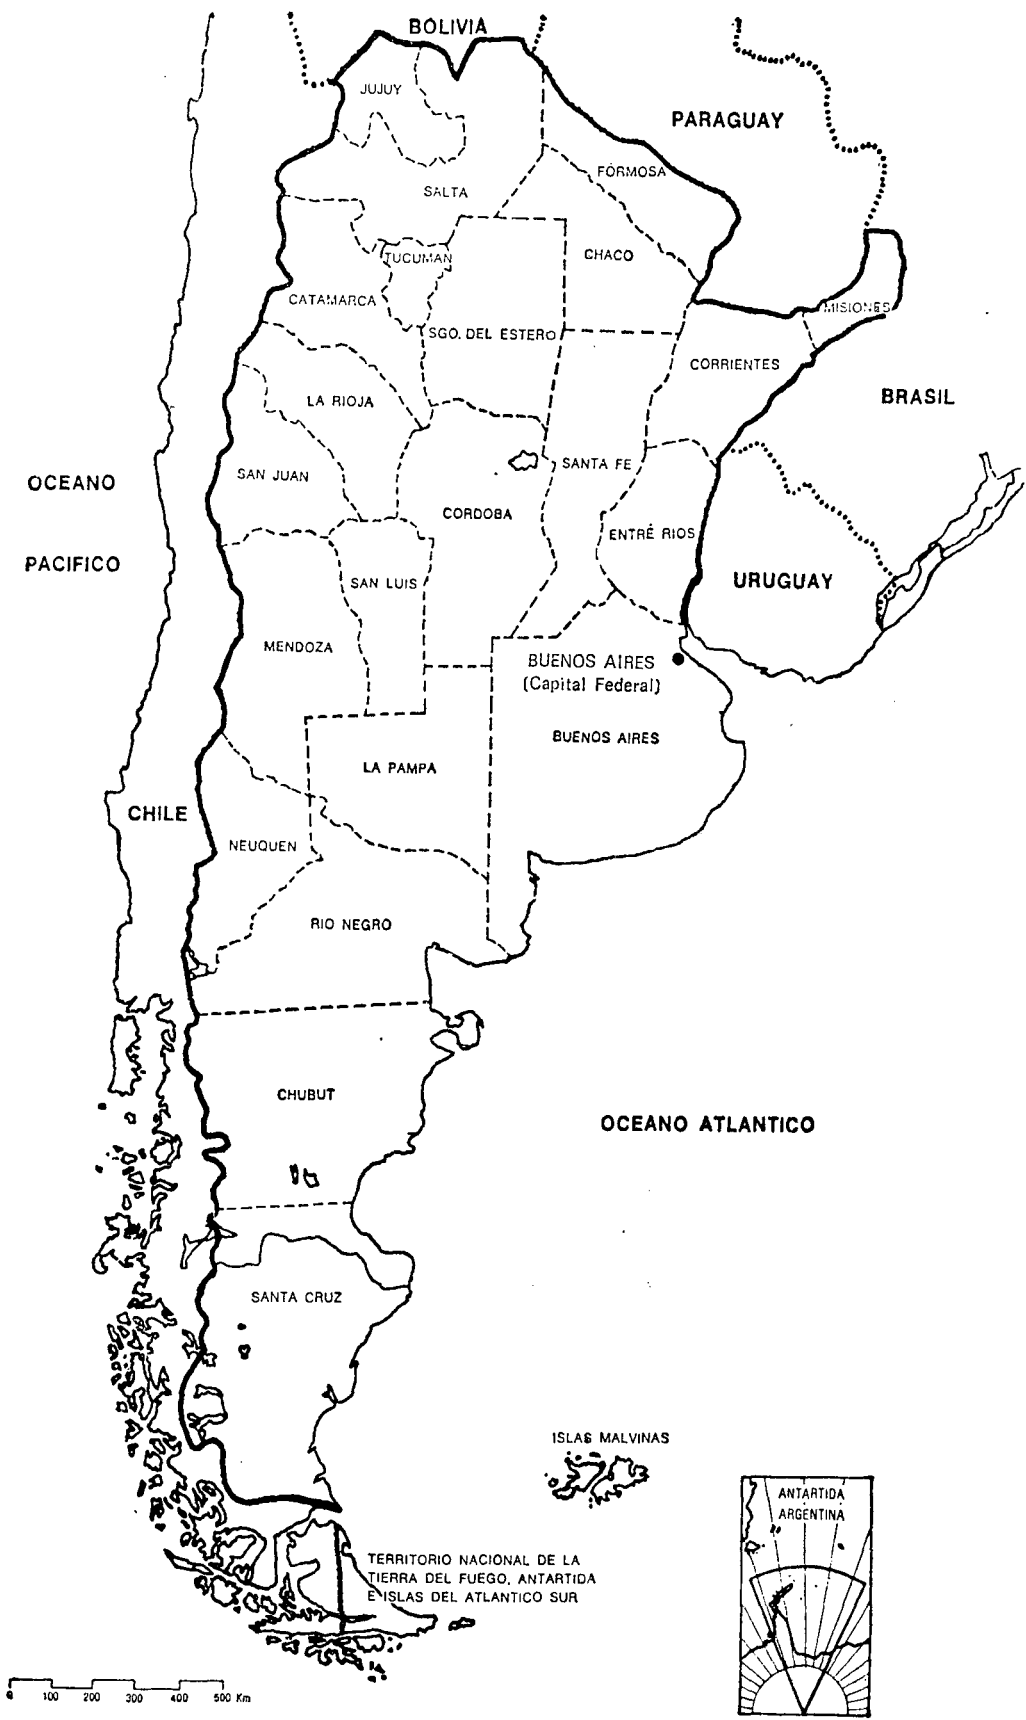 BOLIVIA
JUJUY
PARAGUAY
FORMOSA
SALTA
CHACO
TUCUMAN
CATAMARCA
MISIONES
SGO. DEL ESTERO
CORRIENTES
BRASIL
LA RIOJA
SANTA FE
SAN JUAN
OCEANO
PACIFICO
CORDOBA
ENTRÉ RIOS
SAN LUIS
URUGUAY
MENDOZA
BUENOS AIRES
(Capital Federal)
BUENOS AIRES
LA PAMPA
CHILE
NEUQUEN
RIO NEGRO
CHUBUT
OCEANO ATLANTICO
SANTA CRUZ
ISLAS MALVINAS
ANTARTIDA
ARGENTINA
TERRITORIO NACIONAL DE LA
TIERRA DEL FUEGO, ANTARTIDA
E ISLAS DEL ATLANTICO SUR
0 100 200 300 400 500 Km